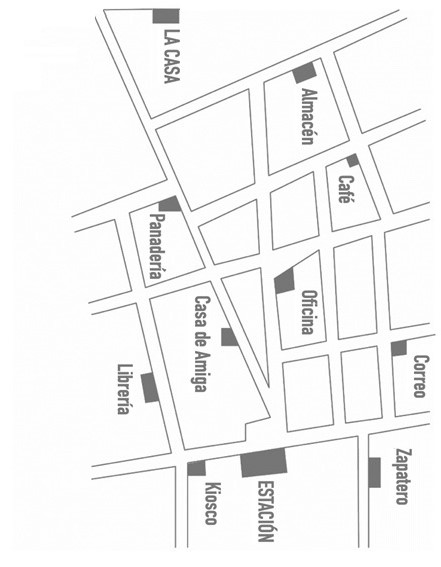 LA CASA
Almacén
Café
Panadería
Oficina
Casa de Amiga
Correo
Librería
Zapatero
Kiosco
ESTACIÓN